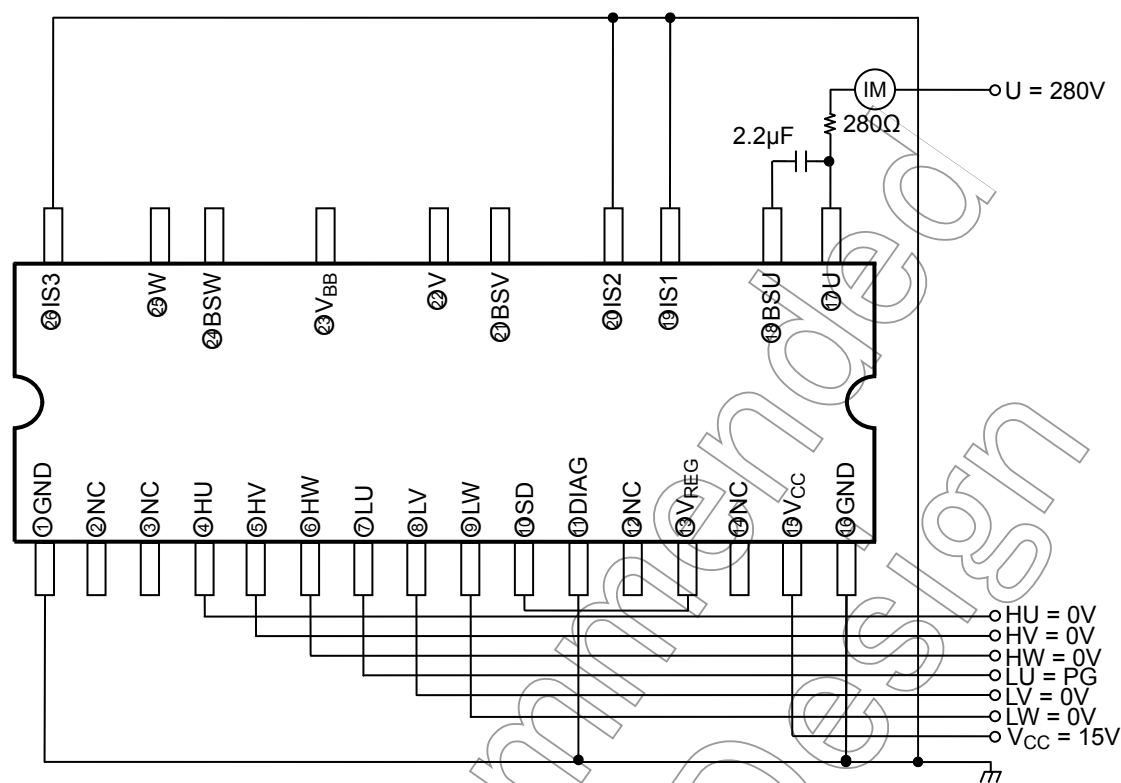 IM
U = 280V
280Ω
2.2μF
㉖IS3
㉕W
㉔BSW
㉓VBB
㉒V
㉑BSV
⑳IS2
⑲IS1
⑱BSU
⑰U
①GND
②NC
③NC
④HU
⑤HV
⑥HW
⑦LU
⑧LV
⑨LW
⑩SD
⑪DIAG
⑫NC
⑬VREG
⑭NC
⑮VCC
⑯GND
HU = 0V
HV = 0V
HW = 0V
LU = PG
LV = 0V
LW = 0V
VCC = 15V